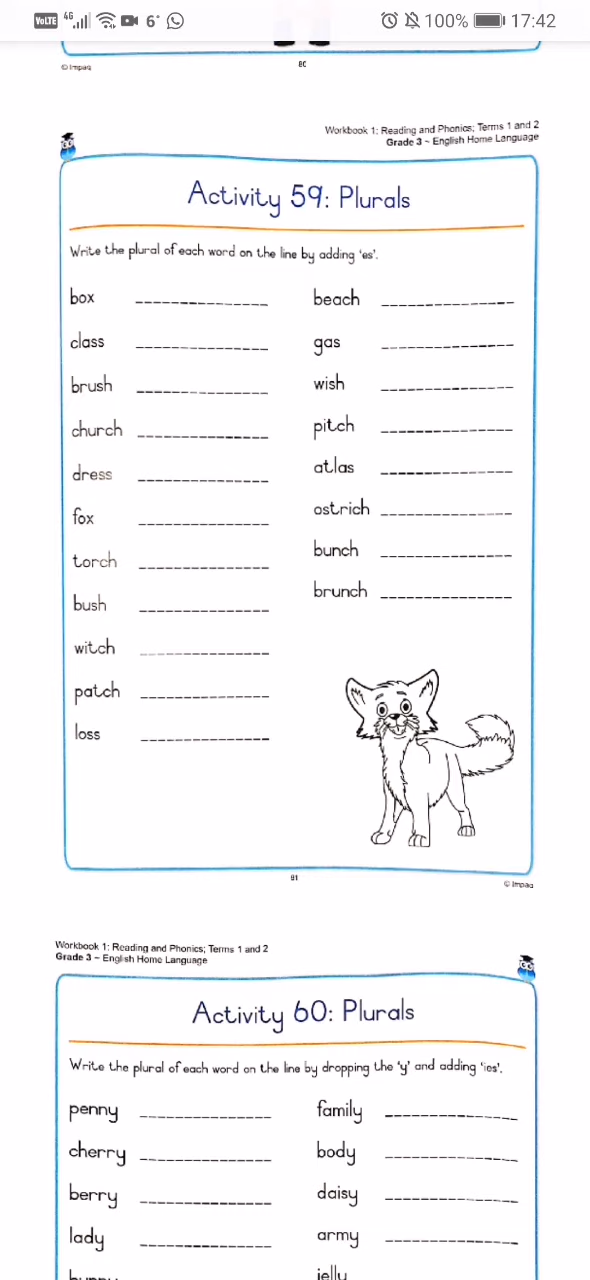 VoLTE 4G 6° 100% 17:42
© Impaq
80
Workbook 1: Reading and Phonics; Terms 1 and 2
Grade 3 – English Home Language
Activity 59: Plurals
Write the plural of each word on the line by adding ‘es’.
box beach
class gas
brush wish
church pitch
dress atlas
fox ostrich
torch bunch
bush brunch
witch
patch
loss
81
© Impaq
Workbook 1: Reading and Phonics; Terms 1 and 2
Grade 3 – English Home Language
Activity 60: Plurals
Write the plural of each word on the line by dropping the ‘y’ and adding ‘ies’.
penny family
cherry body
berry daisy
lady army
jelly